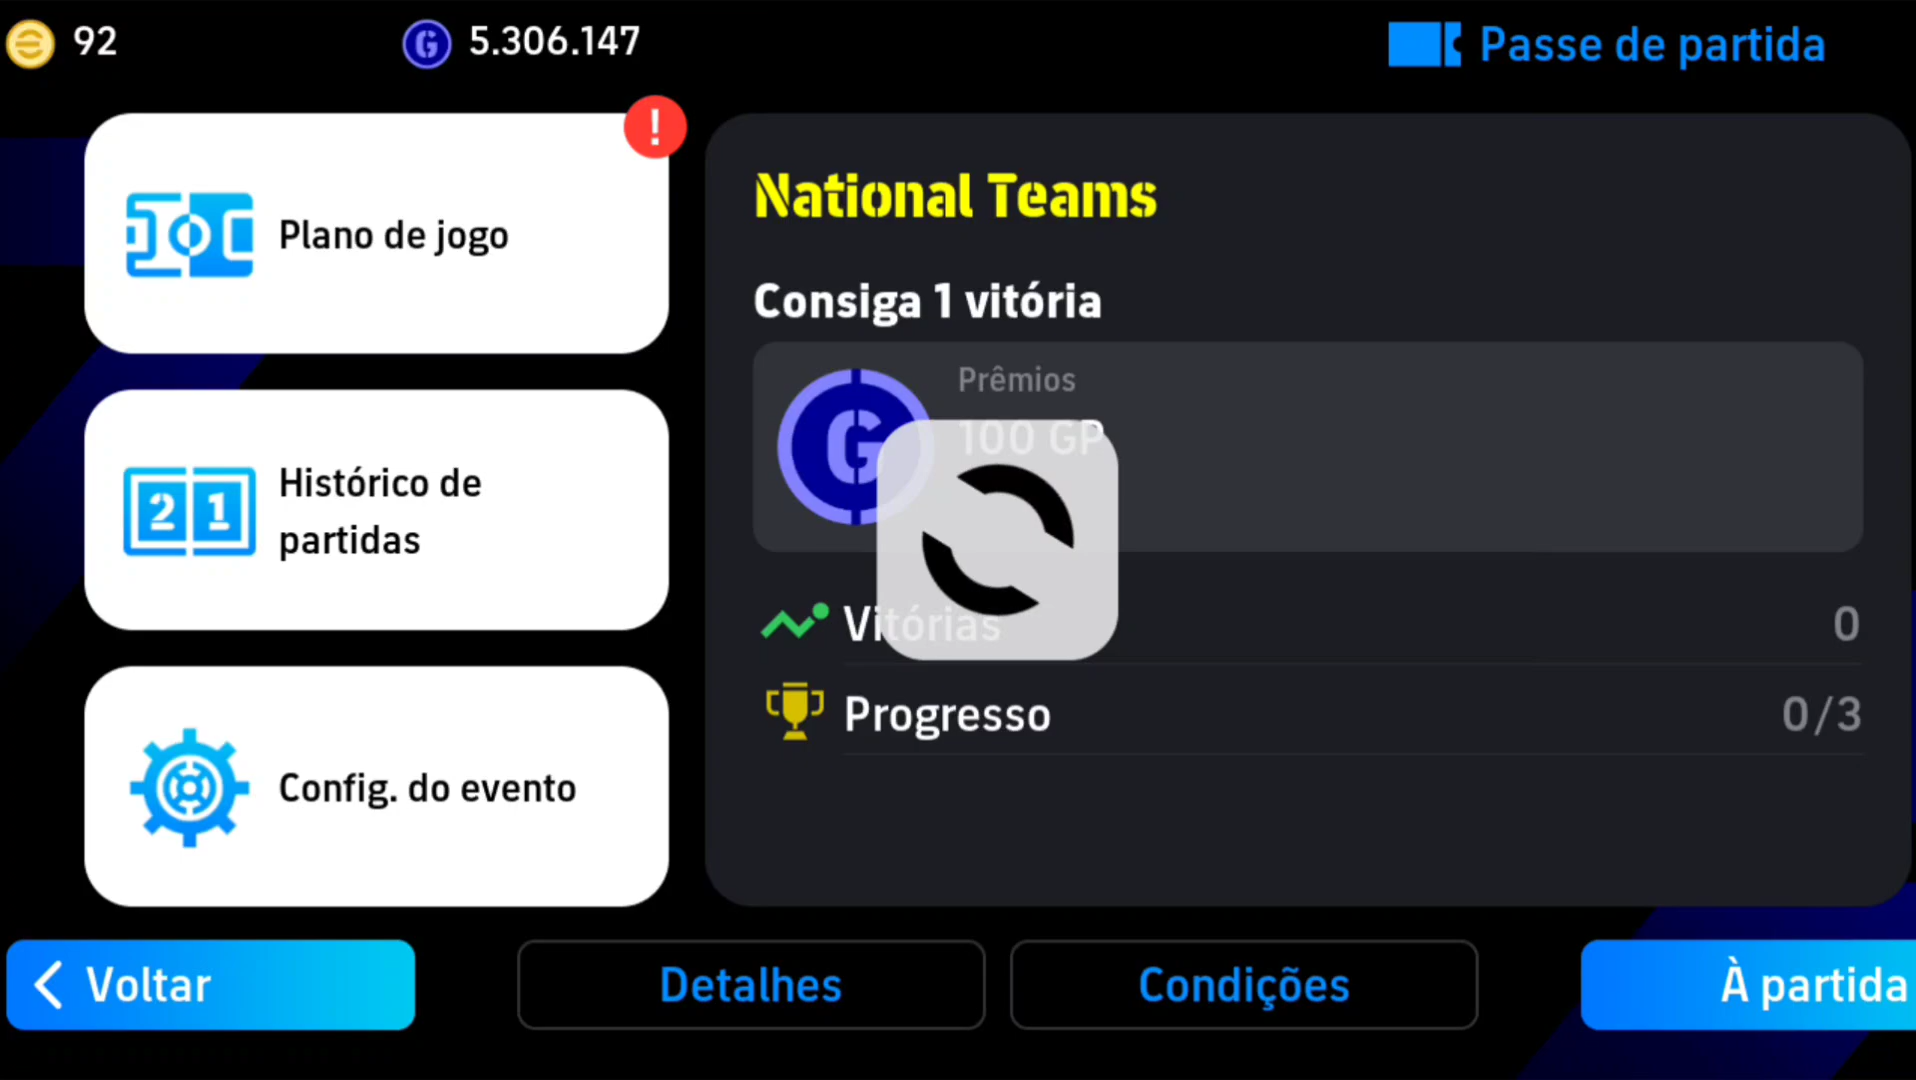 92
5.306.147
Passe de partida
!
Plano de jogo
National Teams
Consiga 1 vitória
Prêmios
100 GP
G
Histórico de
partidas
2 1
Vitórias 0
Progresso 0/3
Config. do evento
Voltar
Detalhes
Condições
À partida